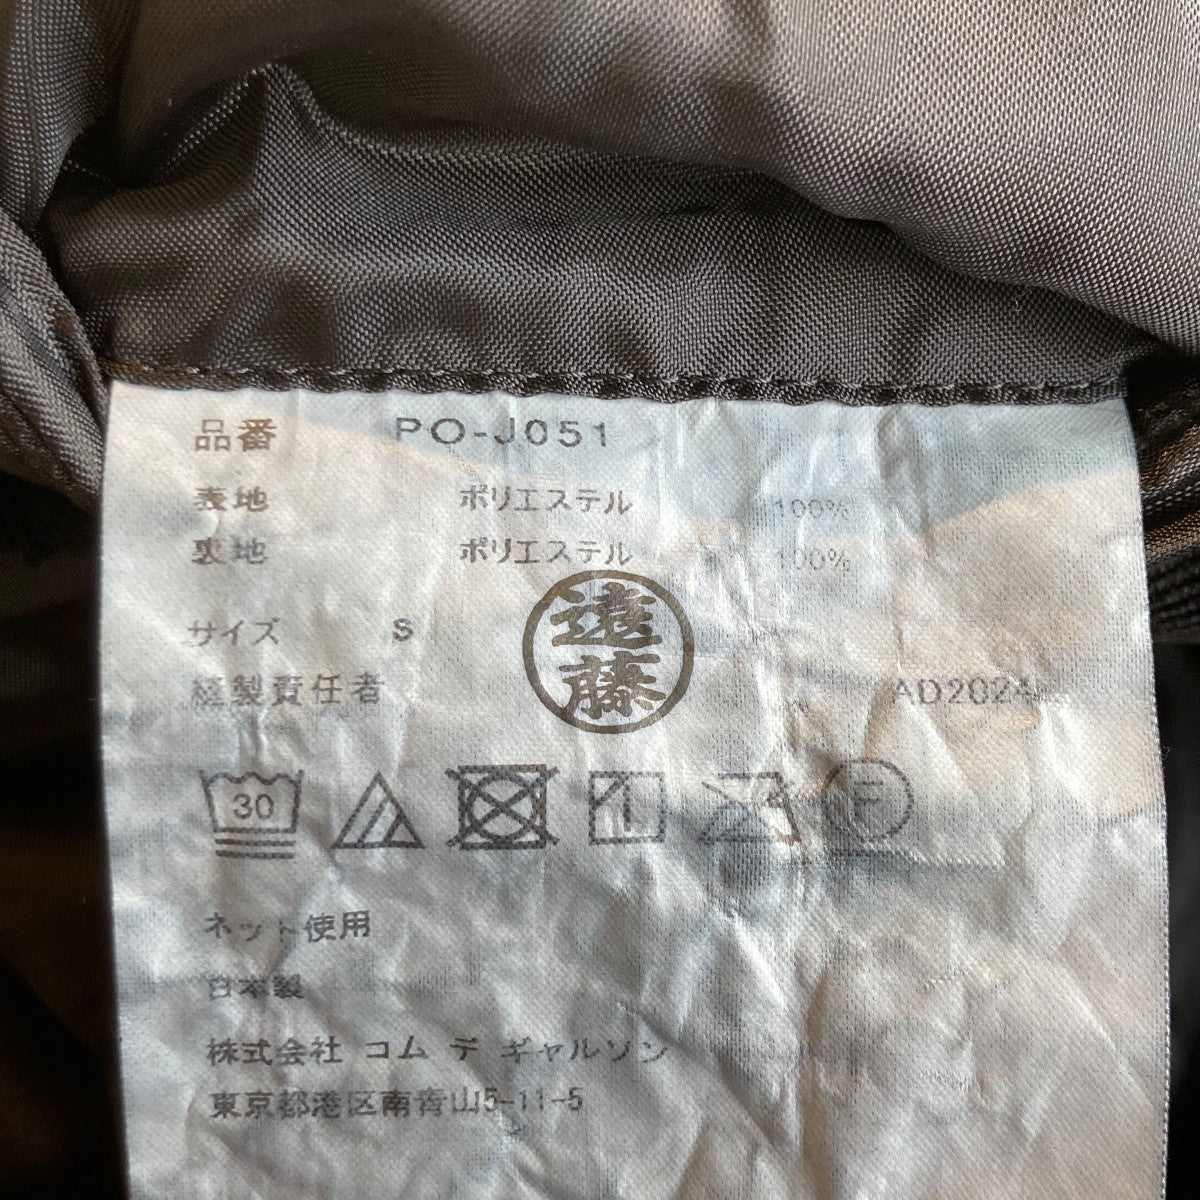 品番 PO-J051
表地 ポリエステル 100%
裏地 ポリエステル 100%
サイズ S
縫製責任者 遠藤 AD2024
30 F
ネット使用
日本製
株式会社 コム デ ギャルソン
東京都港区南青山5-11-5